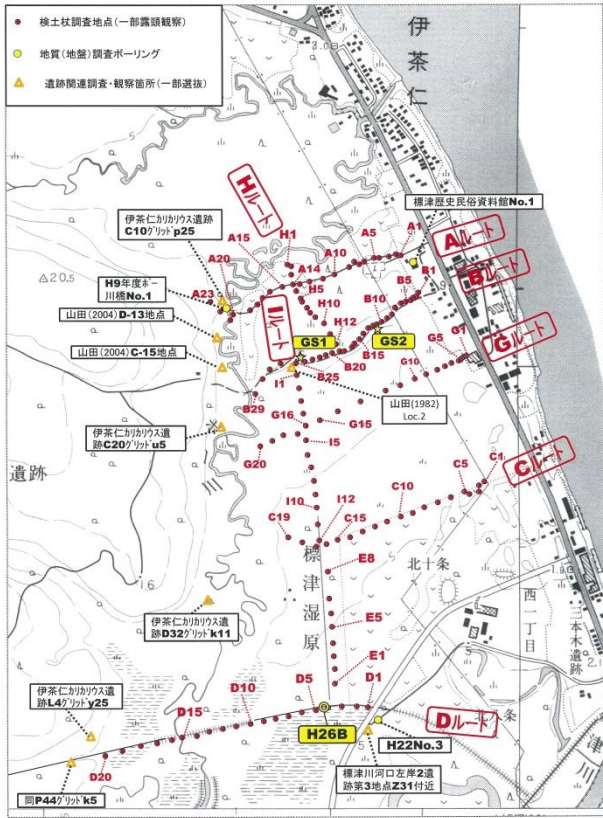 検土杖調査地点(一部露頭観察)
地質(地盤)調査ボーリング
遺跡関連調査・観察箇所(一部選抜)
伊茶仁
標津歴史民俗資料館No.1
Hルート
伊茶仁カリカリウス遺跡
C10グリッドp25
A15
H1
A10
A5
A1
Aルート
A20
A14
H5
B5
B1
Bルート
20.5
H9年度ボー
川橋No.1
A23
Iルート
H10
B10
山田(2004) D-13地点
H12
GS1
GS2
B15
G5
G1
Gルート
山田(2004) C-15地点
B20
B25
I1
G10
B29
山田(1982)
Loc.2
G16
G15
伊茶仁カリカリウス遺
跡C20グリッドu5
I5
G20
川
遺跡
Cルート
C1
C5
I10
I12
C10
C19
C15
標津湿原
E8
北十条
16
西一丁目
二本木遺跡
伊茶仁カリカリウス遺
跡D32グリッドk11
E5
E1
伊茶仁カリカリウス遺
跡L4グリッドy25
D15
D10
D5
D1
Dルート
H26B
H22No.3
D20
同P44グリッドk5
標津川河口左岸2遺
跡第3地点Z31付近
津川